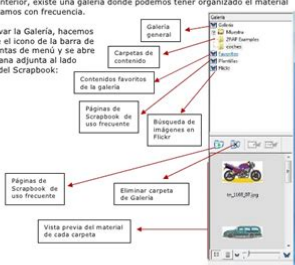 nterior, existe una galería donde podemos tener organizado el material
amos con frecuencia.
var la Galería, hacemos
e el icono de la barra de
ntas de menú y se abre
ana adjunta al lado
del Scrapbook:
Galería
general
Carpetas de
contenido
Contenidos favoritos
de la galería
Páginas de
Scrapbook de
uso frecuente
Búsqueda de
imágenes en
Flickr
Galería
Galería
Muestra
ZPAF Examples
coches
Favoritos
Plantillas
Flickr
Páginas de
Scrapbook de
uso frecuente
Eliminar carpeta
de Galería
Vista previa del material
de cada carpeta